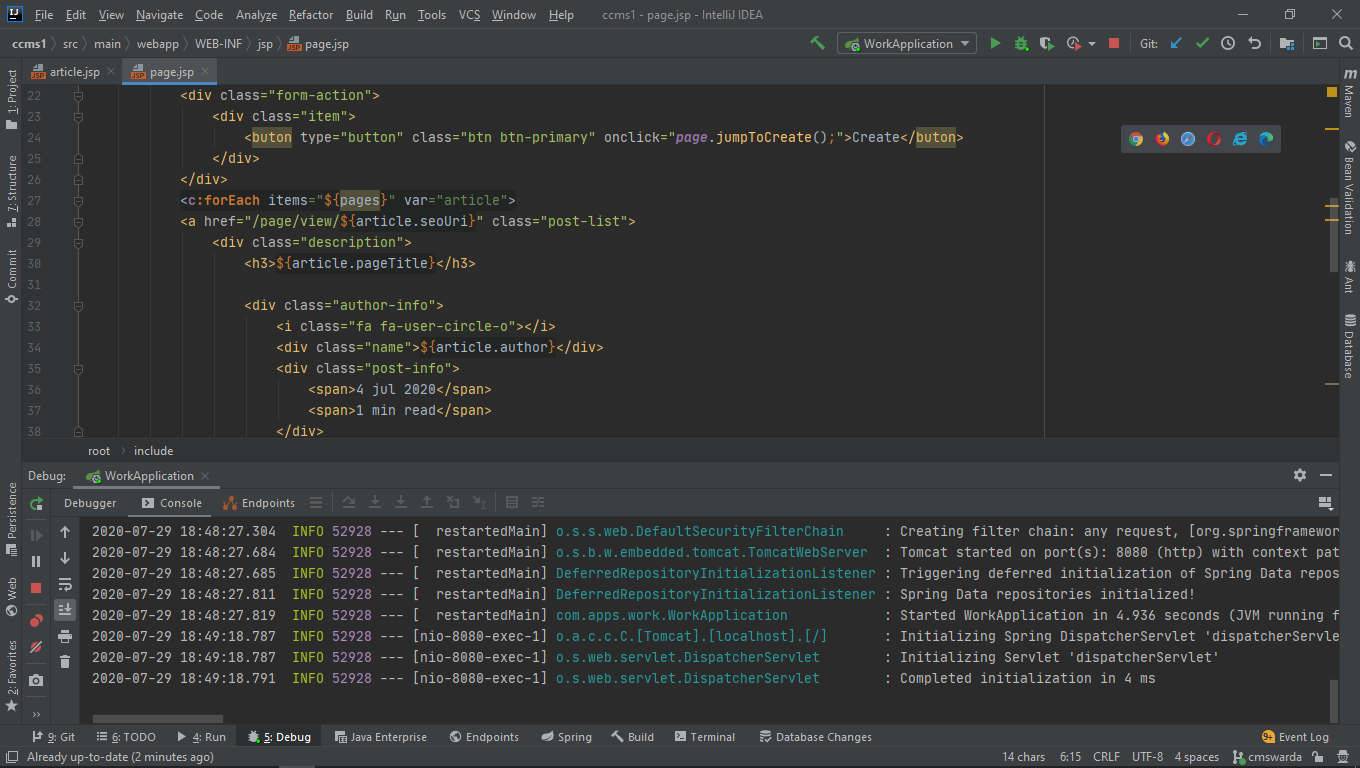 File Edit View Navigate Code Analyze Refactor Build Run Tools VCS Window Help ccms1 - page.jsp - IntelliJ IDEA
ccms1 src main webapp WEB-INF jsp page.jsp WorkApplication Git:
article.jsp page.jsp
1: Project
7: Structure
Commit
Persistence
Web
2: Favorites
22 <div class="form-action">
23 <div class="item">
24 <buton type="button" class="btn btn-primary" onclick="page.jumpToCreate();">Create</buton>
25 </div>
26 </div>
27 <c:forEach items="${pages}" var="article">
28 <a href="/page/view/${article.seoUri}" class="post-list">
29 <div class="description">
30 <h3>${article.pageTitle}</h3>
31
32 <div class="author-info">
33 <i class="fa fa-user-circle-o"></i>
34 <div class="name">${article.author}</div>
35 <div class="post-info">
36 <span>4 jul 2020</span>
37 <span>1 min read</span>
38 </div>
Maven
Bean Validation
Ant
Database
root include
Debug: WorkApplication
Debugger Console Endpoints
2020-07-29 18:48:27.304 INFO 52928 --- [ restartedMain] o.s.s.web.DefaultSecurityFilterChain : Creating filter chain: any request, [org.springframewor
2020-07-29 18:48:27.684 INFO 52928 --- [ restartedMain] o.s.b.w.embedded.tomcat.TomcatWebServer : Tomcat started on port(s): 8080 (http) with context pat
2020-07-29 18:48:27.685 INFO 52928 --- [ restartedMain] DeferredRepositoryInitializationListener : Triggering deferred initialization of Spring Data repos
2020-07-29 18:48:27.811 INFO 52928 --- [ restartedMain] DeferredRepositoryInitializationListener : Spring Data repositories initialized!
2020-07-29 18:48:27.819 INFO 52928 --- [ restartedMain] com.apps.work.WorkApplication : Started WorkApplication in 4.936 seconds (JVM running f
2020-07-29 18:49:18.787 INFO 52928 --- [nio-8080-exec-1] o.a.c.c.C.[Tomcat].[localhost].[/] : Initializing Spring DispatcherServlet 'dispatcherServle
2020-07-29 18:49:18.787 INFO 52928 --- [nio-8080-exec-1] o.s.web.servlet.DispatcherServlet : Initializing Servlet 'dispatcherServlet'
2020-07-29 18:49:18.791 INFO 52928 --- [nio-8080-exec-1] o.s.web.servlet.DispatcherServlet : Completed initialization in 4 ms
9: Git 6: TODO 4: Run 5: Debug Java Enterprise Endpoints Spring Build Terminal Database Changes 9+ Event Log
Already up-to-date (2 minutes ago) 14 chars 6:15 CRLF UTF-8 4 spaces cmswarda